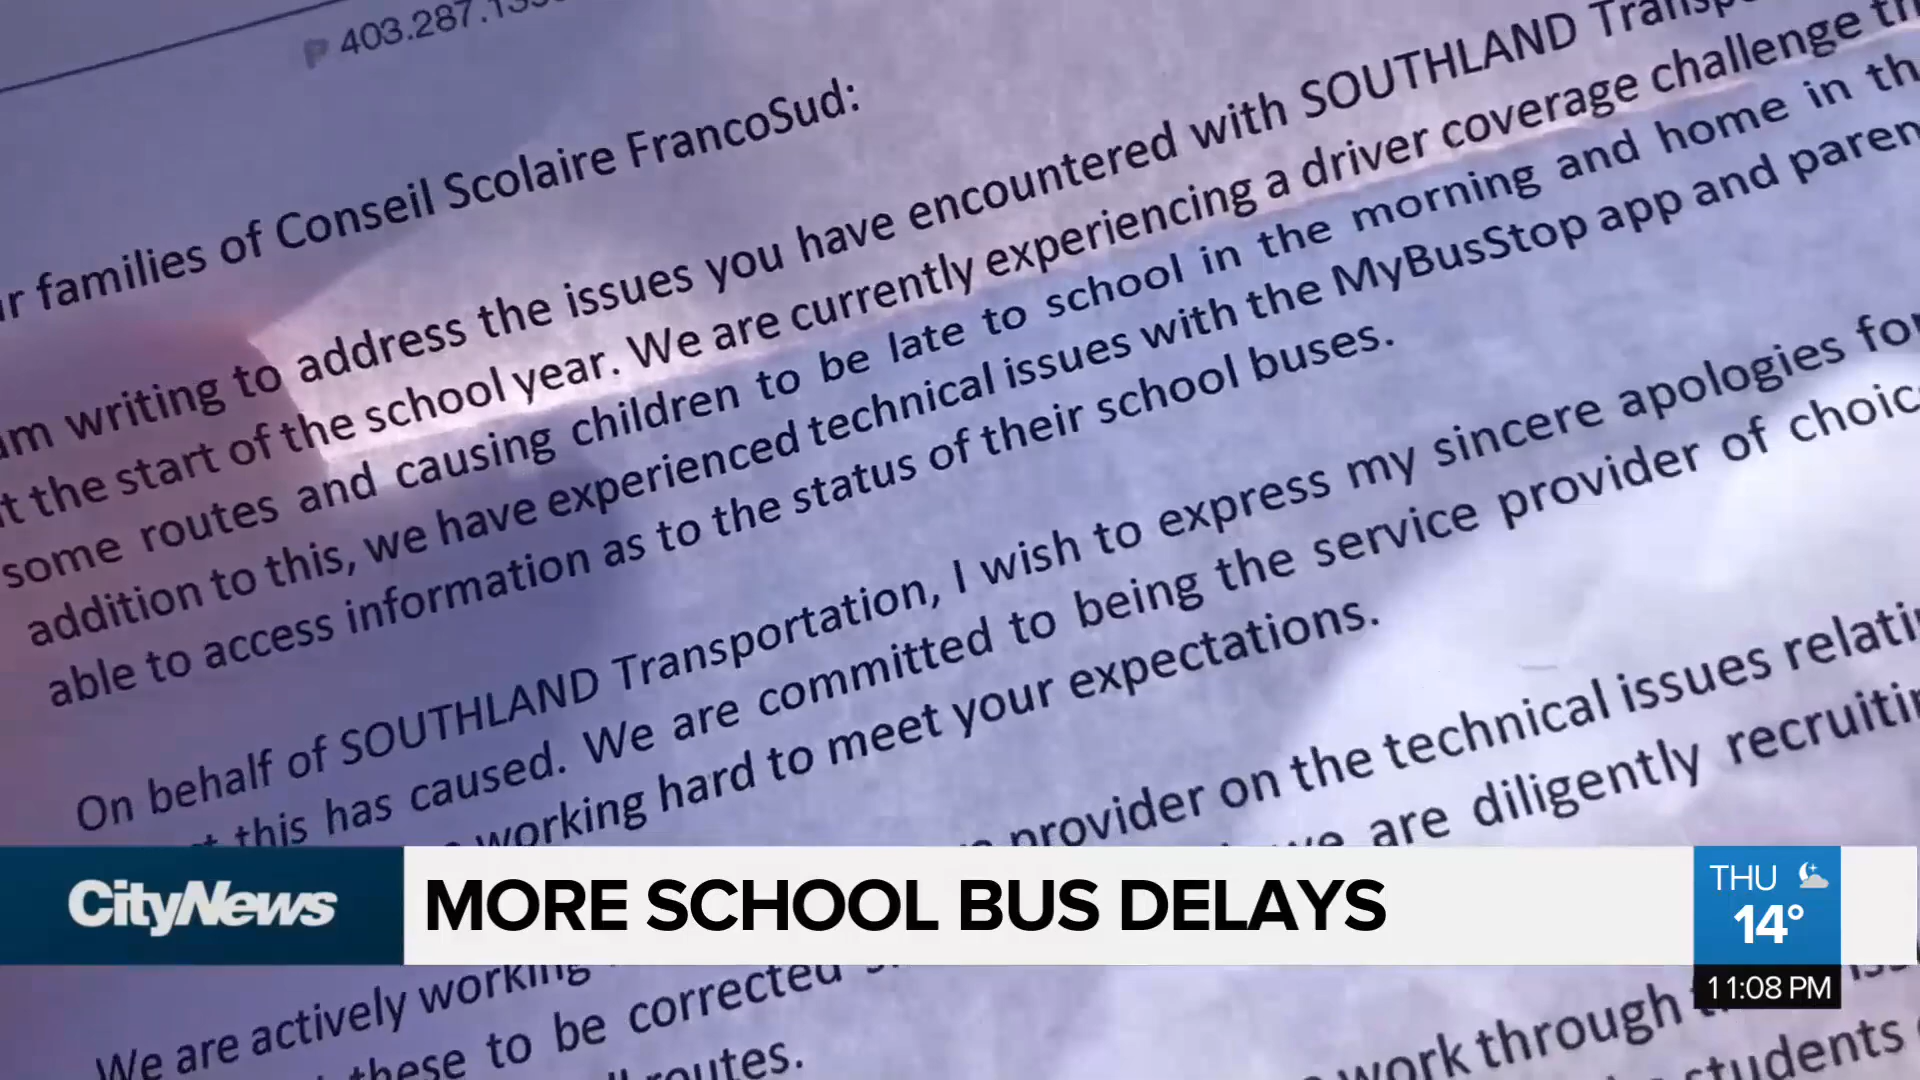 403.287.13
families of Conseil Scolaire FrancoSud:
writing to address the issues you have encountered with SOUTHLAND
the start of the school year. We are currently experiencing a driver coverage challenge
some routes and causing children to be late to school in the morning and home in
addition to this, we have experienced technical issues with the MyBusStop app and
able to access information as to the status of their school buses.
On behalf of SOUTHLAND Transportation, I wish to express my sincere apologies for
this has caused. We are committed to being the service provider of
working hard to meet your expectations.
provider on the technical issues
we are diligently
CityNews
MORE SCHOOL BUS DELAYS
THU
14°
11:08 PM
We are actively working
these to be corrected
routes.
work through
students